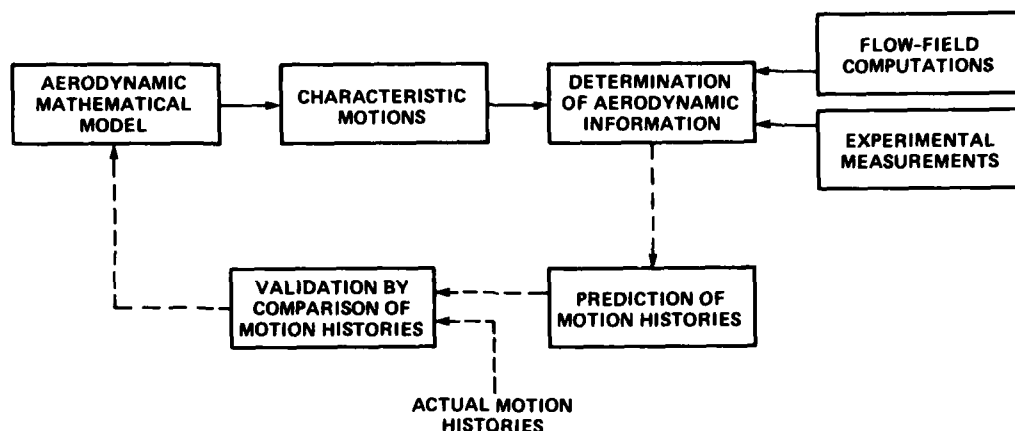 AERODYNAMIC
MATHEMATICAL
MODEL
CHARACTERISTIC
MOTIONS
DETERMINATION
OF AERODYNAMIC
INFORMATION
FLOW-FIELD
COMPUTATIONS
EXPERIMENTAL
MEASUREMENTS
VALIDATION BY
COMPARISON OF
MOTION HISTORIES
PREDICTION OF
MOTION HISTORIES
ACTUAL MOTION
HISTORIES